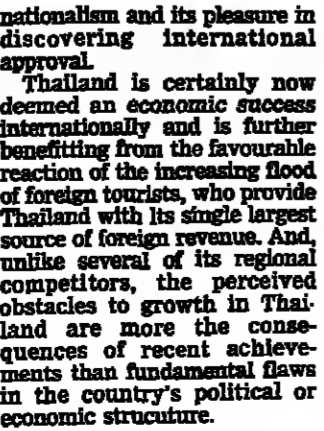 nationalism and its pleasure in
discovering international
approval.
Thailand is certainly now
deemed an economic success
internationally and is further
benefitting from the favourable
reaction of the increasing flood
of foreign tourists, who provide
Thailand with its single largest
source of foreign revenue. And,
unlike several of its regional
competitors, the perceived
obstacles to growth in Thai-
land are more the conse-
quences of recent achieve-
ments than fundamental flaws
in the country's political or
economic strucuture.